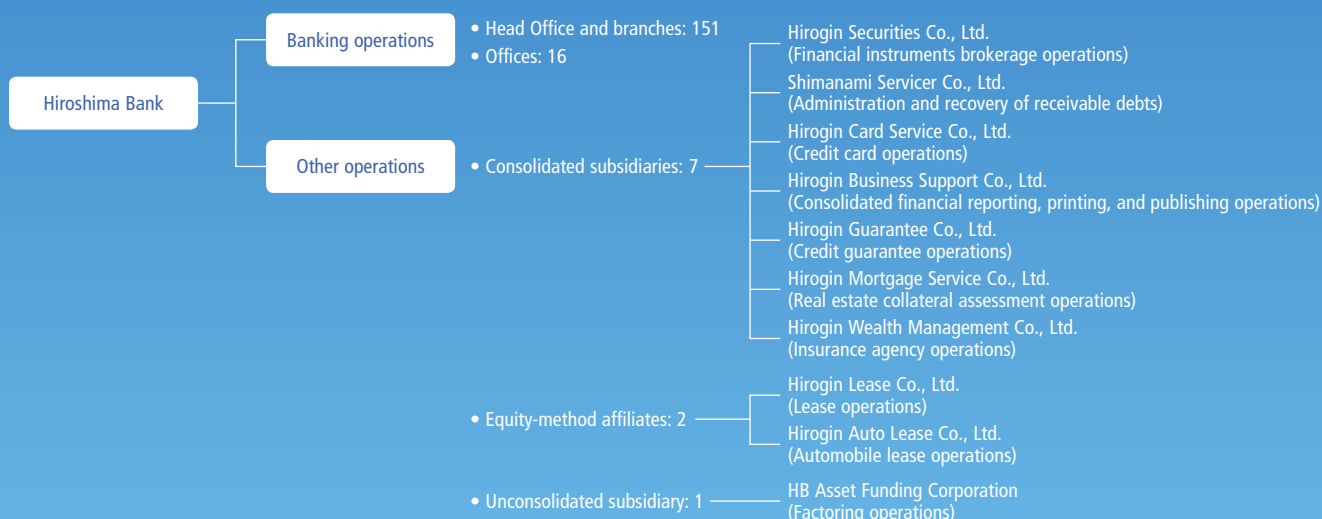 Hiroshima Bank
Banking operations
• Head Office and branches: 151
• Offices: 16
Other operations
• Consolidated subsidiaries: 7
Hirogin Securities Co., Ltd.
(Financial instruments brokerage operations)
Shimanami Servicer Co., Ltd.
(Administration and recovery of receivable debts)
Hirogin Card Service Co., Ltd.
(Credit card operations)
Hirogin Business Support Co., Ltd.
(Consolidated financial reporting, printing, and publishing operations)
Hirogin Guarantee Co., Ltd.
(Credit guarantee operations)
Hirogin Mortgage Service Co., Ltd.
(Real estate collateral assessment operations)
Hirogin Wealth Management Co., Ltd.
(Insurance agency operations)
• Equity-method affiliates: 2
Hirogin Lease Co., Ltd.
(Lease operations)
Hirogin Auto Lease Co., Ltd.
(Automobile lease operations)
• Unconsolidated subsidiary: 1
HB Asset Funding Corporation
(Factoring operations)